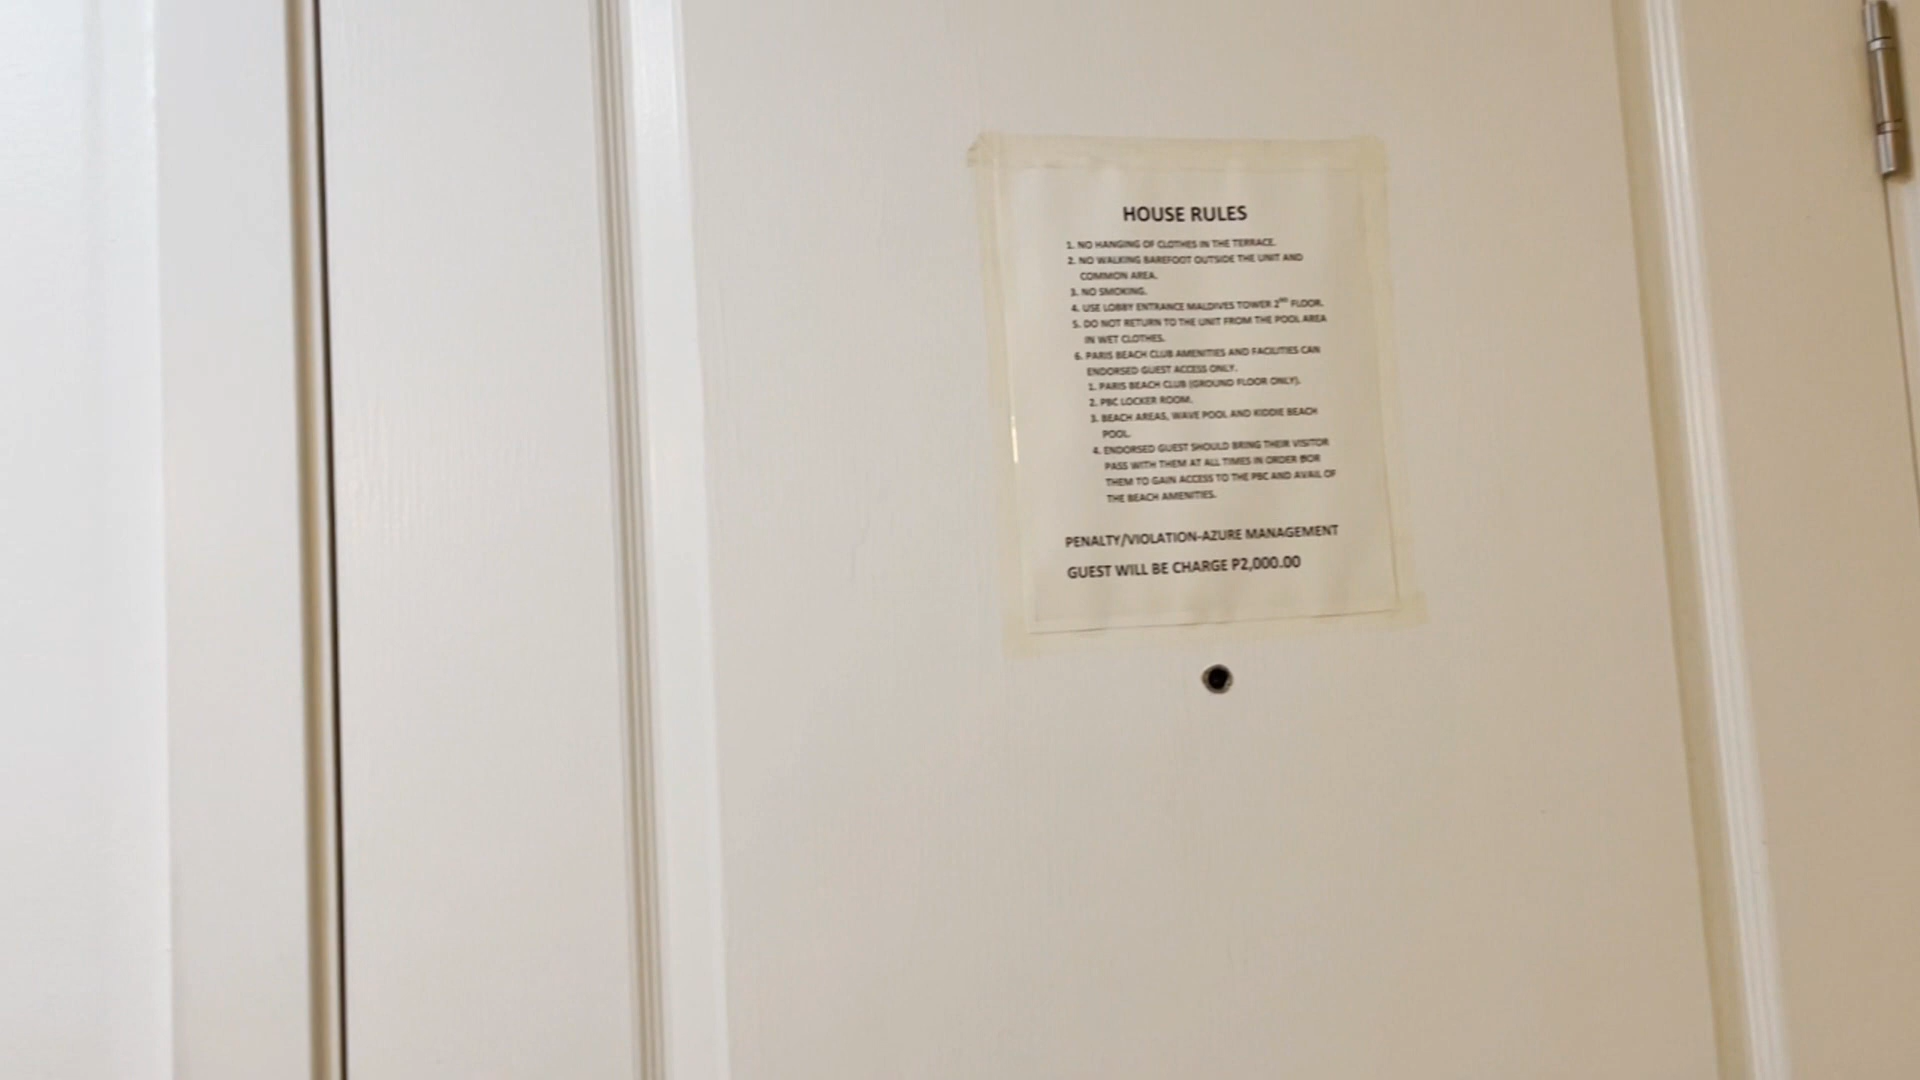 HOUSE RULES
1. NO HANGING OF CLOTHES IN THE TERRACE.
2. NO WALKING BAREFOOT OUTSIDE THE UNIT AND
COMMON AREA.
3. NO SMOKING.
4. USE LOBBY ENTRANCE MALDIVES TOWER 2ND FLOOR.
5. DO NOT RETURN TO THE UNIT FROM THE POOL AREA
IN WET CLOTHES.
6. PARIS BEACH CLUB AMENITIES AND FACILITIES CAN
ENDORSED GUEST ACCESS ONLY.
1. PARIS BEACH CLUB (GROUND FLOOR ONLY).
2. PBC LOCKER ROOM.
3. BEACH AREAS, WAVE POOL AND KIDDIE BEACH
POOL.
4. ENDORSED GUEST SHOULD BRING THEIR VISITOR
PASS WITH THEM AT ALL TIMES IN ORDER
THEM TO GAIN ACCESS TO THE PBC AND AVAIL OF
THE BEACH AMENITIES.
PENALTY/VIOLATION-AZURE MANAGEMENT
GUEST WILL BE CHARGE P2,000.00